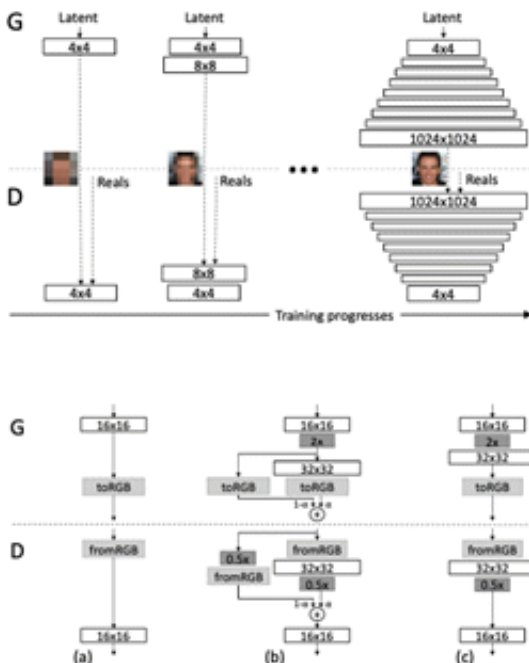 G Latent Latent Latent
4x4 4x4 4x4
8x8
1024x1024
Reals Reals •••
D 1024x1024
8x8
4x4 4x4 4x4
Training progresses
G 16x16 16x16 16x16
2x 2x
32x32 32x32
toRGB toRGB toRGB toRGB
1-α α
+
D fromRGB fromRGB fromRGB
0.5x 32x32 32x32
fromRGB 0.5x 0.5x
1-α α
+
16x16 16x16 16x16
(a) (b) (c)